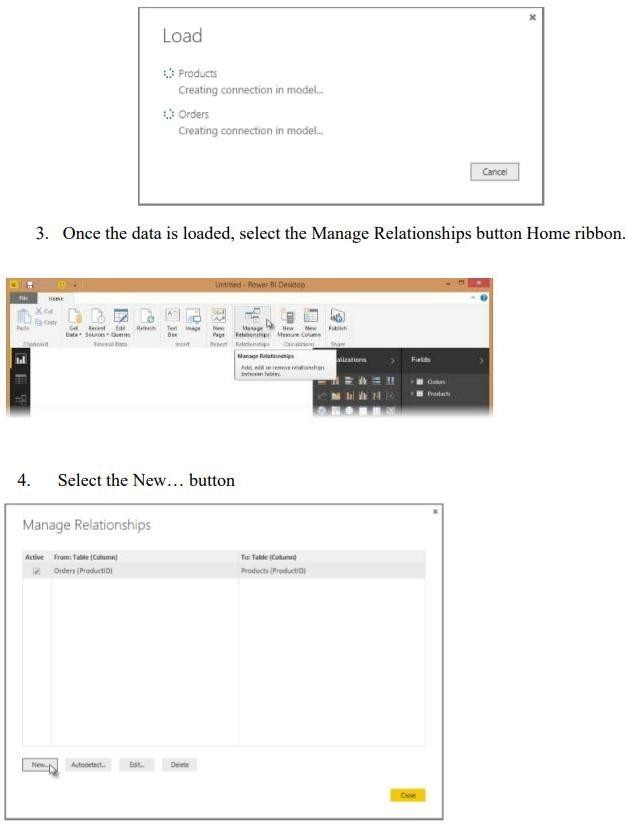 Load
Products
Creating connection in model...
Orders
Creating connection in model...
Cancel
3. Once the data is loaded, select the Manage Relationships button Home ribbon.
Untitled - Power BI Desktop
File Home
Cut
Copy
Paste
Get Data
Recent Sources
Edit Queries
Refresh
Text Box
Image
New Page
Manage Relationships
New Measure
New Column
Publish
Clipboard External Data Insert Report Relationships Calculations Share
Manage Relationships
Add, edit or remove relationships
between tables.
alizations
Fields
Orders
Products
4. Select the New… button
Manage Relationships
Active From: Table (Column) To: Table (Column)
Orders (ProductID) Products (ProductID)
New... Autodetect... Edit... Delete
Close